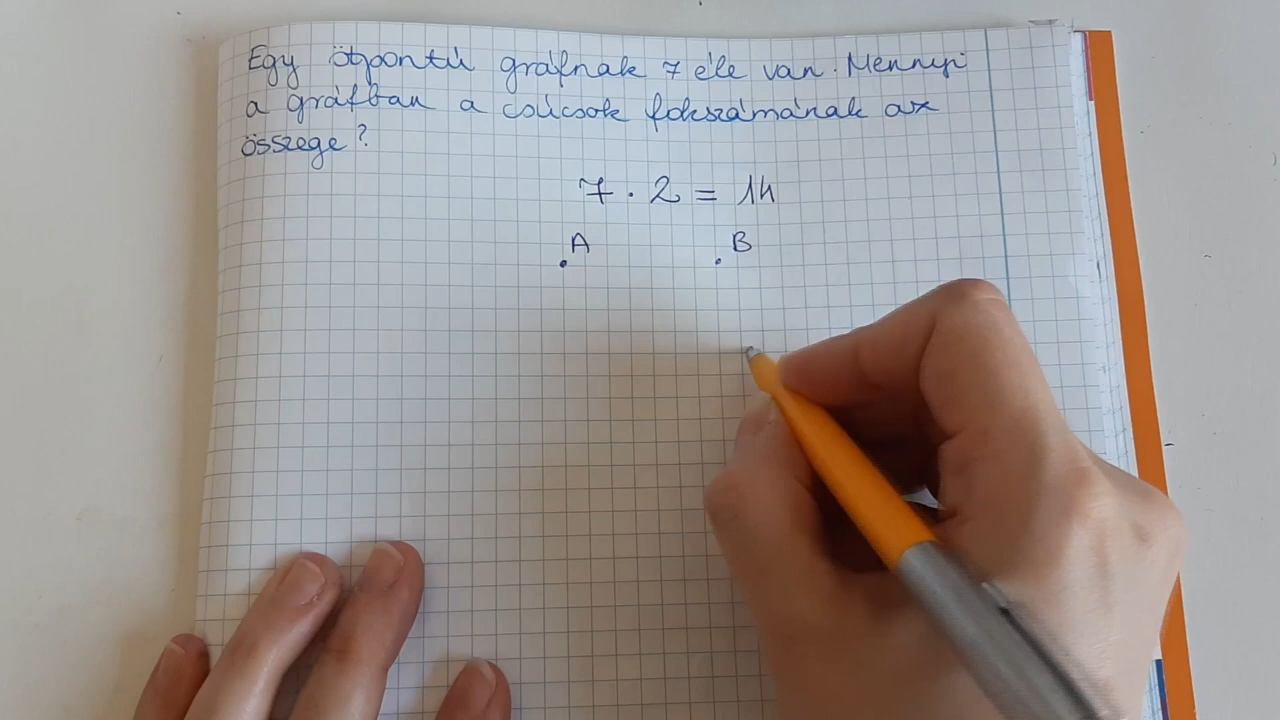 Egy ötpontú gráfnak 7 éle van. Mennyi
a gráfban a csúcsok fokszámának az
összege?
7 · 2 = 14
A B